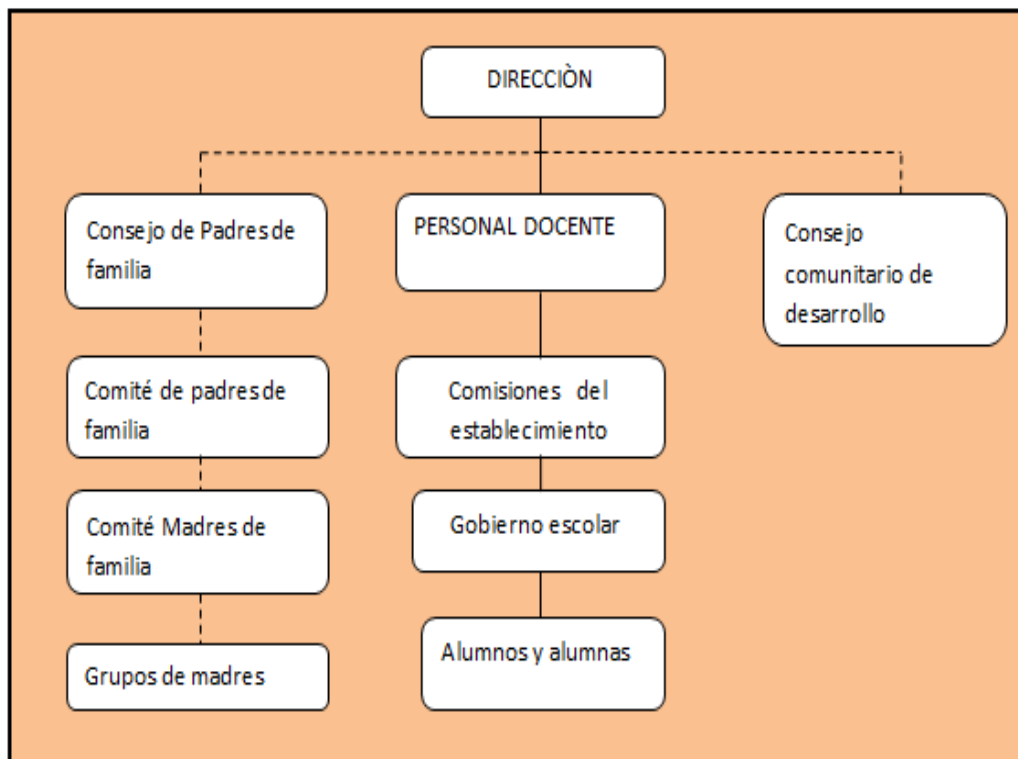 DIRECCIÒN
Consejo de Padres de
familia
PERSONAL DOCENTE
Consejo
comunitario de
desarrollo
Comité de padres de
familia
Comisiones del
establecimiento
Comité Madres de
familia
Gobierno escolar
Grupos de madres
Alumnos y alumnas